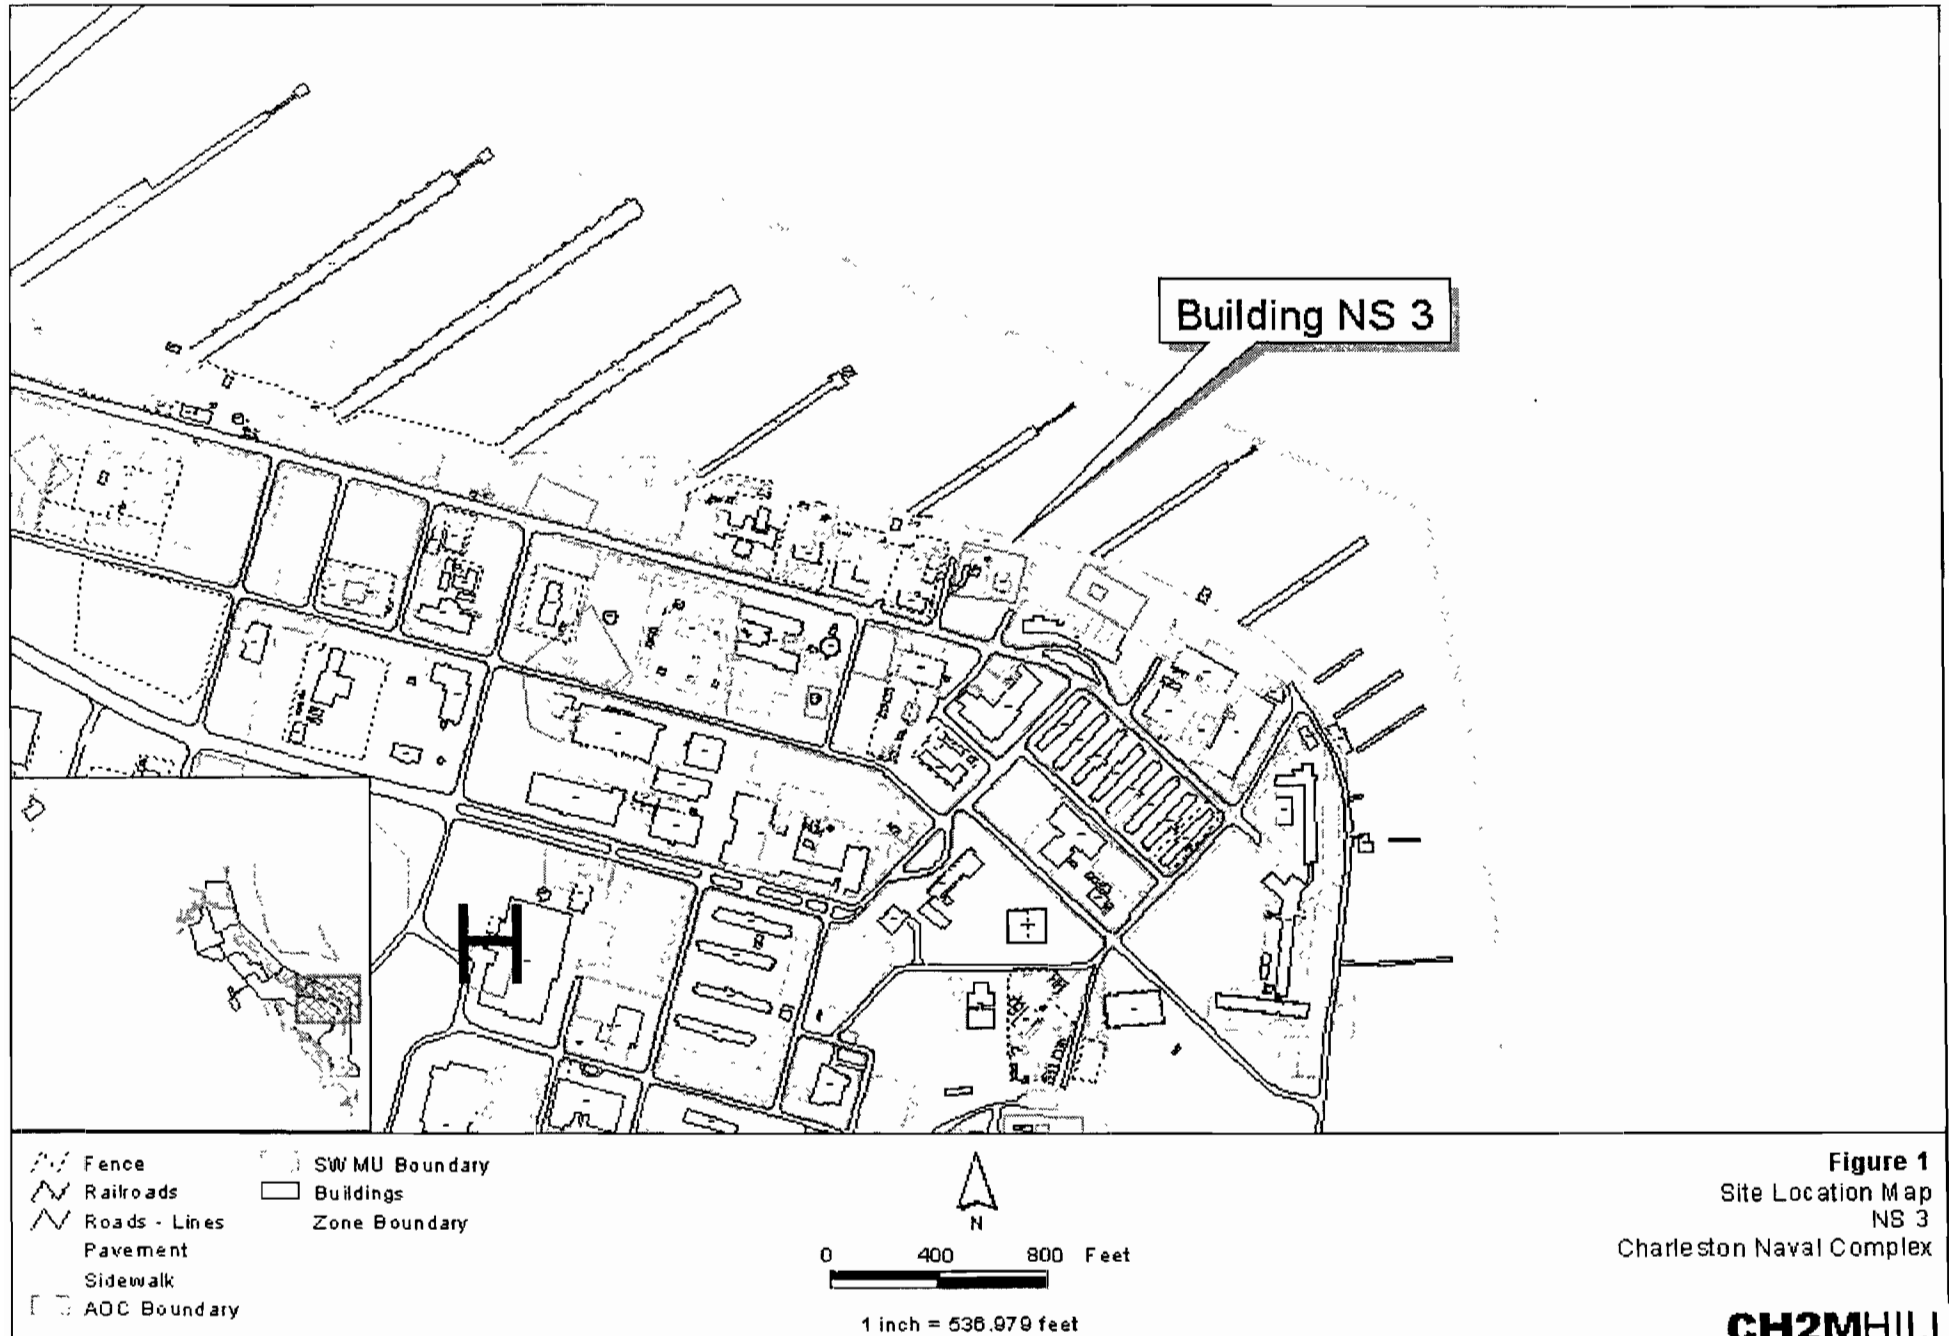 Building NS 3
H
Fence
Railroads
Roads - Lines
Pavement
Sidewalk
AOC Boundary
SWMU Boundary
Buildings
Zone Boundary
N
0 400 800 Feet
1 inch = 536.979 feet
Figure 1
Site Location Map
NS 3
Charleston Naval Complex
CH2MHILL